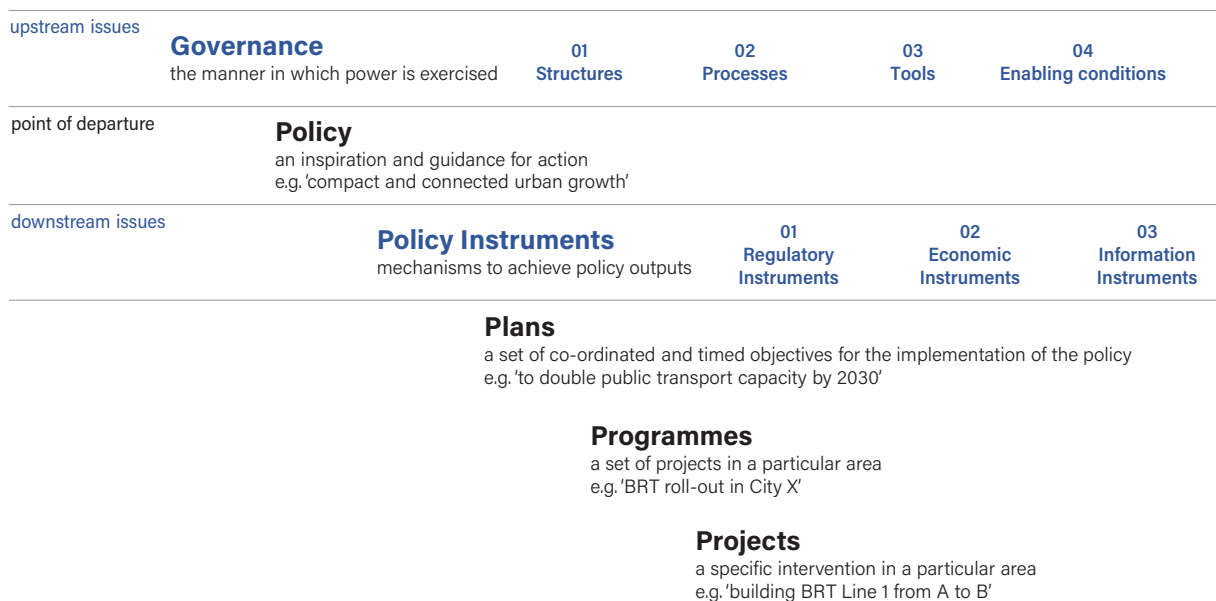 upstream issues
Governance
the manner in which power is exercised
01
Structures
02
Processes
03
Tools
04
Enabling conditions
point of departure
Policy
an inspiration and guidance for action
e.g. 'compact and connected urban growth'
downstream issues
Policy Instruments
mechanisms to achieve policy outputs
01
Regulatory
Instruments
02
Economic
Instruments
03
Information
Instruments
Plans
a set of co-ordinated and timed objectives for the implementation of the policy
e.g. 'to double public transport capacity by 2030'
Programmes
a set of projects in a particular area
e.g. 'BRT roll-out in City X'
Projects
a specific intervention in a particular area
e.g. 'building BRT Line 1 from A to B'